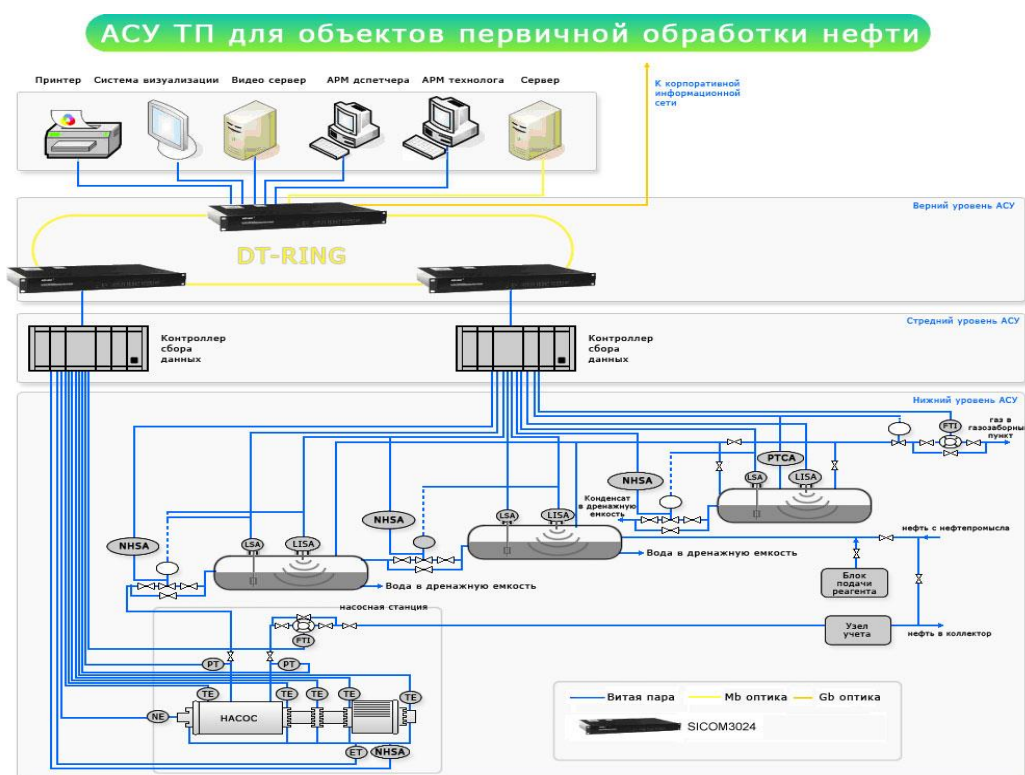 АСУ ТП для объектов первичной обработки нефти
Принтер
Система визуализации
Видео сервер
АРМ дспетчера
АРМ технолога
Сервер
К корпоративной
информационной
сети
Верний уровень АСУ
DT-RING
Стредний уровень АСУ
Контроллер
сбора
данных
Контроллер
сбора
данных
Нижний уровень АСУ
газ в
газозаборны
пункт
FTI
PTCA
NHSA
LSA
LISA
Конденсат
в дренажную
емкость
NHSA
LSA
LISA
нефть с нефтепромысла
NHSA
LSA
LISA
Вода в дренажную емкость
Блок
подачи
реагента
Вода в дренажную емкость
насосная станция
Узел
учета
нефть в коллектор
FTI
PT
PT
TE
TE
TE
TE
TE
NE
НАСОС
ET
NHSA
Витая пара
Mb оптика
Gb оптика
SICOM3024